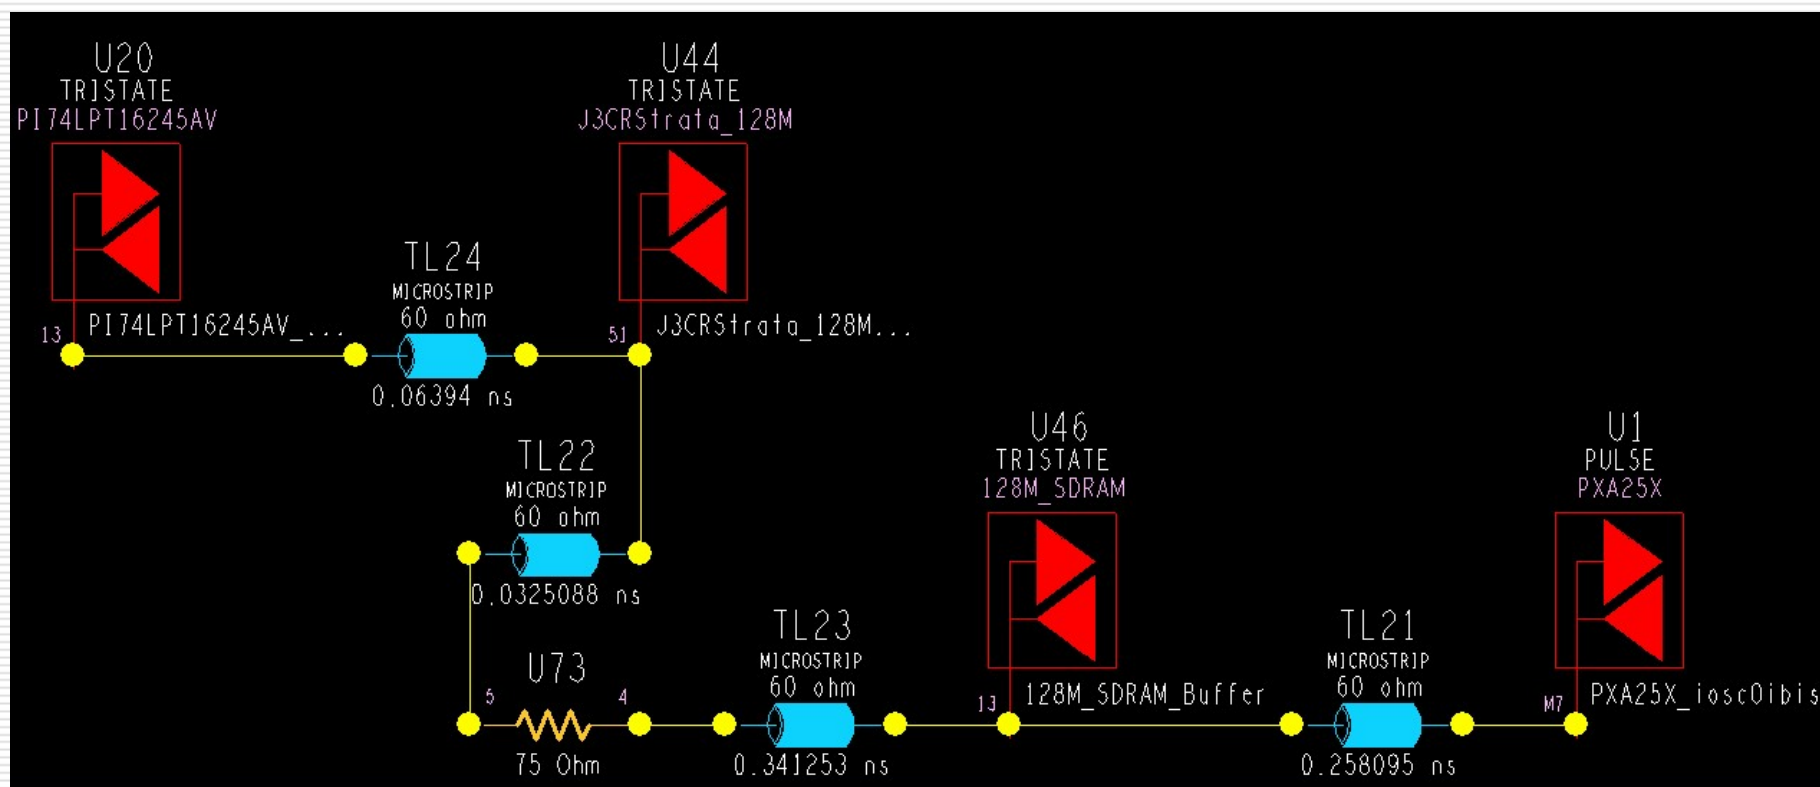 U20
TRISTATE
PI74LPT16245AV
13
PI74LPT16245AV_...
TL24
MICROSTRIP
60 ohm
0.06394 ns
U44
TRISTATE
J3CRStrata_128M
51
J3CRStrata_128M...
TL22
MICROSTRIP
60 ohm
0.0325088 ns
U73
5
4
75 Ohm
TL23
MICROSTRIP
60 ohm
0.341253 ns
U46
TRISTATE
128M_SDRAM
13
128M_SDRAM_Buffer
TL21
MICROSTRIP
60 ohm
0.258095 ns
U1
PULSE
PXA25X
M7
PXA25X_ioscOibis